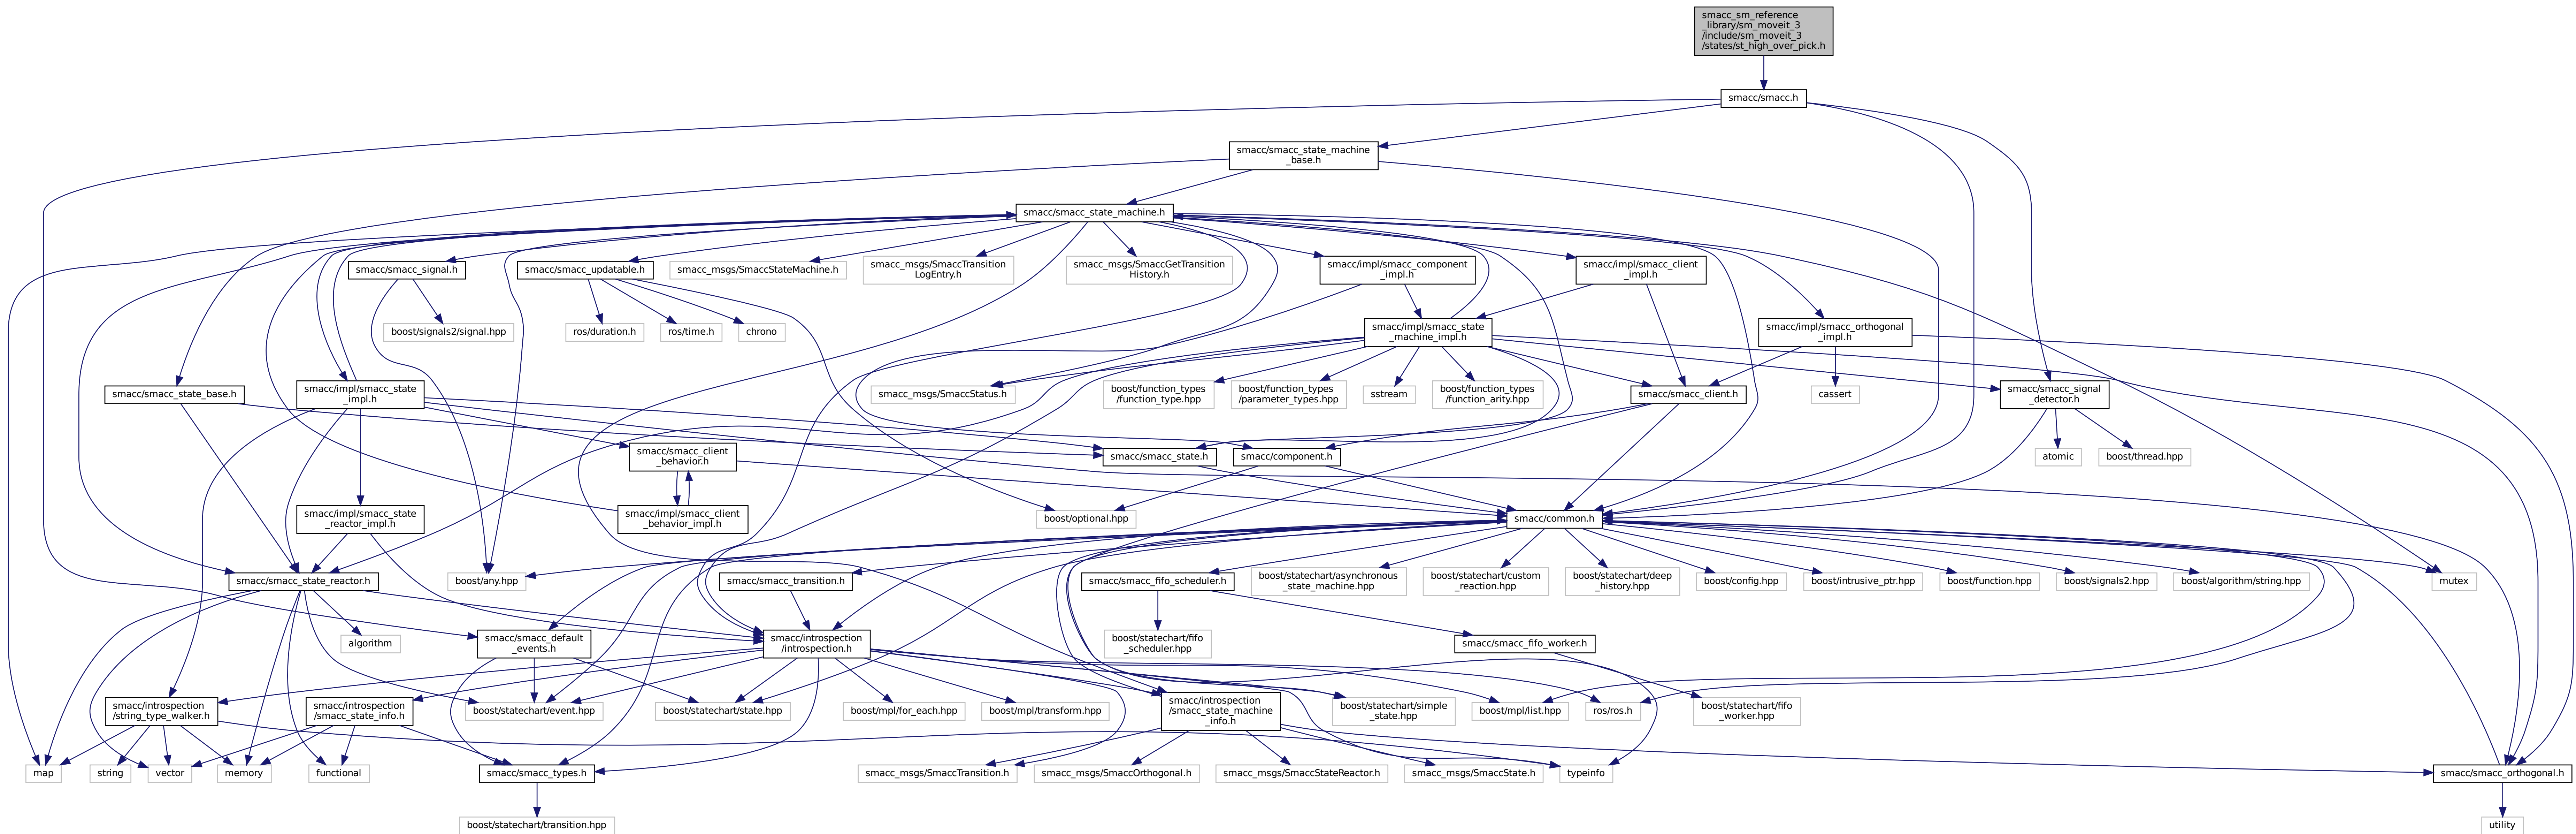 smacc_sm_reference
_library/sm_moveit_3
/include/sm_moveit_3
/states/st_high_over_pick.h
smacc/smacc.h
smacc/smacc_state_machine
_base.h
smacc/smacc_state_machine.h
smacc/smacc_signal.h
smacc/smacc_updatable.h
smacc_msgs/SmaccStateMachine.h
smacc_msgs/SmaccTransition
LogEntry.h
smacc_msgs/SmaccGetTransition
History.h
smacc/impl/smacc_component
_impl.h
smacc/impl/smacc_client
_impl.h
boost/signals2/signal.hpp
ros/duration.h
ros/time.h
chrono
smacc/impl/smacc_state
_machine_impl.h
smacc/impl/smacc_orthogonal
_impl.h
smacc/smacc_state_base.h
smacc/impl/smacc_state
_impl.h
smacc_msgs/SmaccStatus.h
boost/function_types
/function_type.hpp
boost/function_types
/parameter_types.hpp
sstream
boost/function_types
/function_arity.hpp
smacc/smacc_client.h
cassert
smacc/smacc_signal
_detector.h
smacc/smacc_client
_behavior.h
smacc/smacc_state.h
smacc/component.h
atomic
boost/thread.hpp
smacc/impl/smacc_state
_reactor_impl.h
smacc/impl/smacc_client
_behavior_impl.h
boost/optional.hpp
smacc/common.h
smacc/smacc_state_reactor.h
boost/any.hpp
smacc/smacc_transition.h
smacc/smacc_fifo_scheduler.h
boost/statechart/asynchronous
_state_machine.hpp
boost/statechart/custom
_reaction.hpp
boost/statechart/deep
_history.hpp
boost/config.hpp
boost/intrusive_ptr.hpp
boost/function.hpp
boost/signals2.hpp
boost/algorithm/string.hpp
mutex
algorithm
smacc/smacc_default
_events.h
smacc/introspection
/introspection.h
boost/statechart/fifo
_scheduler.hpp
smacc/smacc_fifo_worker.h
smacc/introspection
/string_type_walker.h
smacc/introspection
/smacc_state_info.h
boost/statechart/event.hpp
boost/statechart/state.hpp
boost/mpl/for_each.hpp
boost/mpl/transform.hpp
smacc/introspection
/smacc_state_machine
_info.h
boost/statechart/simple
_state.hpp
boost/mpl/list.hpp
ros/ros.h
boost/statechart/fifo
_worker.hpp
map
string
vector
memory
functional
smacc/smacc_types.h
smacc_msgs/SmaccTransition.h
smacc_msgs/SmaccOrthogonal.h
smacc_msgs/SmaccStateReactor.h
smacc_msgs/SmaccState.h
typeinfo
smacc/smacc_orthogonal.h
boost/statechart/transition.hpp
utility